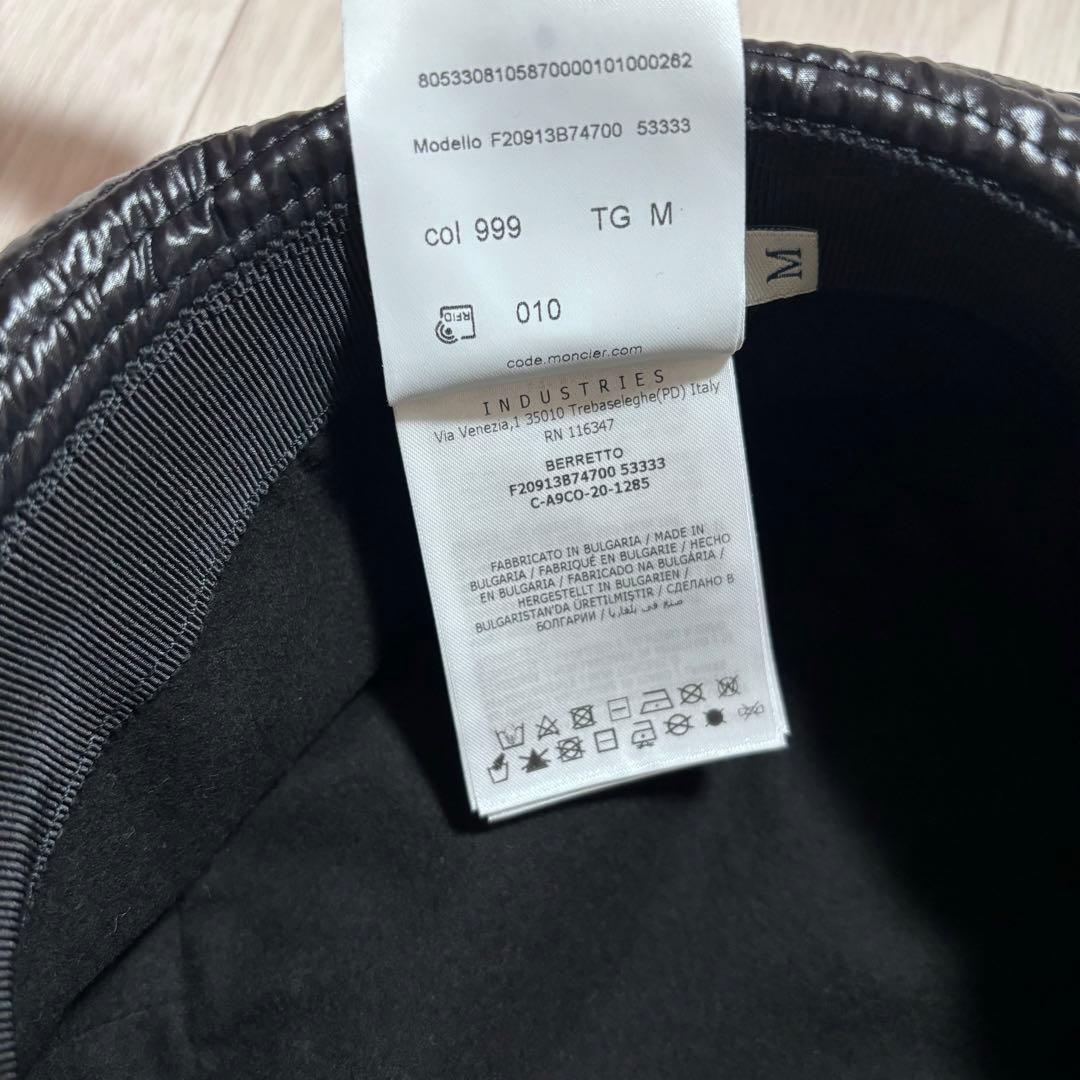 8053308105870000101000282
Modello F20913B74700 53333
col 999 TG M
M
RFID
010
code.moncler.com
INDUSTRIES
Via Venezia,1 35010 Trebaseleghe(PD) Italy
RN 116347
BERRETTO
F20913B74700 53333
C-A9CO-20-1285
FABBRICATO IN BULGARIA / MADE IN
BULGARIA / FABRIQUÉ EN BULGARIE / HECHO
EN BULGARIA / FABRICADO NA BULGÁRIA /
HERGESTELLT IN BULGARIEN /
BULGARISTAN'DA ÜRETILMIŞTIR / СДЕЛАНО В
БОЛГАРИИ / صنع في بلغاريا